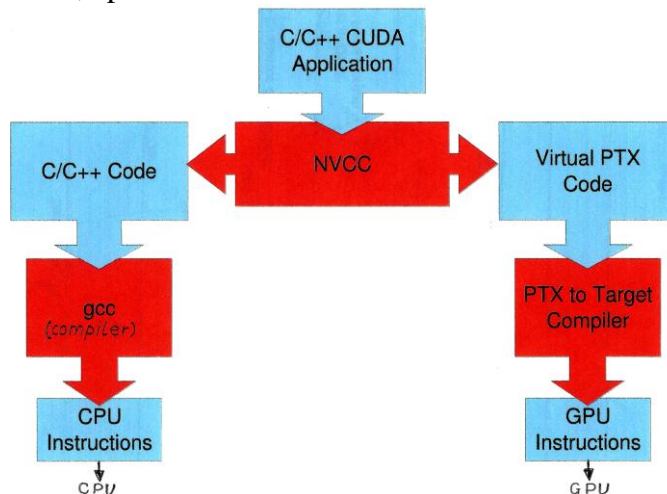 C/C++ CUDA
Application
NVCC
C/C++ Code
Virtual PTX
Code
gcc
(compiler)
PTX to Target
Compiler
CPU
Instructions
GPU
Instructions
CPU
GPU